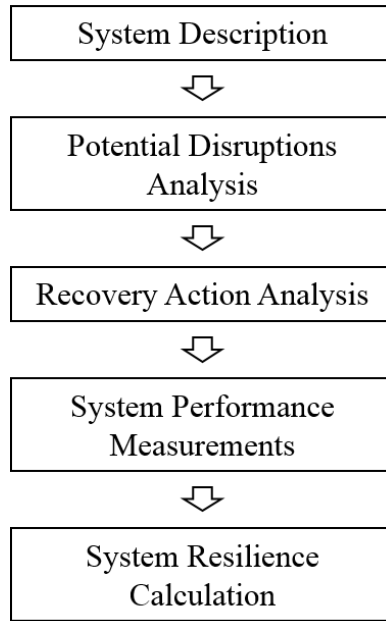 System Description
Potential Disruptions
Analysis
Recovery Action Analysis
System Performance
Measurements
System Resilience
Calculation